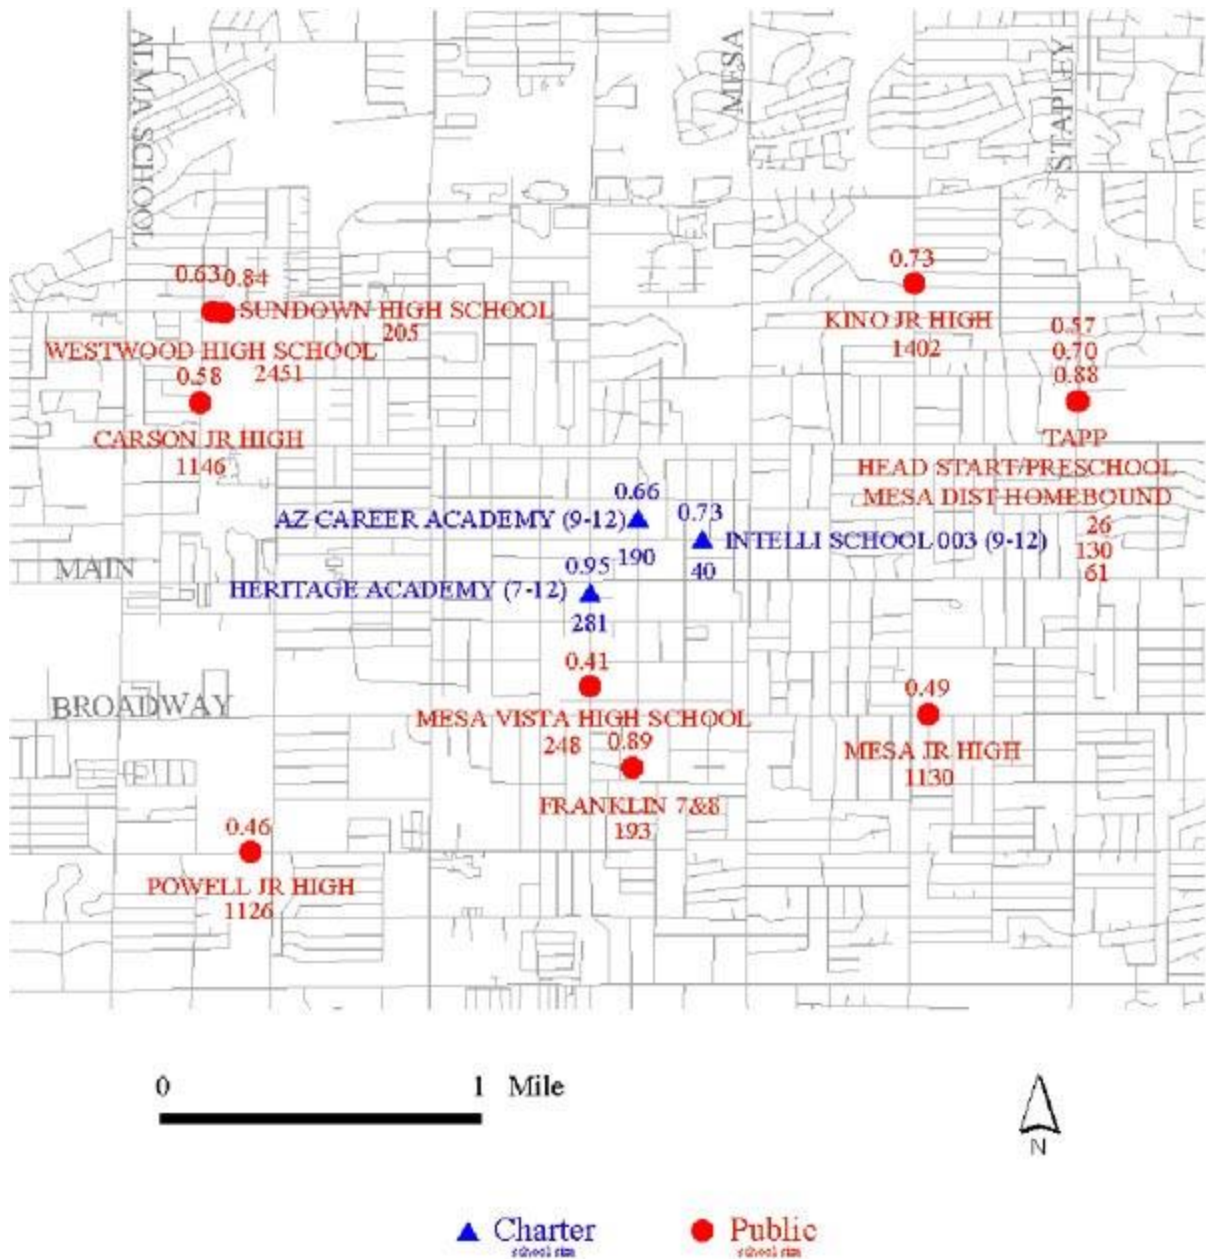 ALMA SCHOOL
MESA
STAPLEY
0.63 0.84
SUNDOWN HIGH SCHOOL
205
WESTWOOD HIGH SCHOOL
2451
0.58
CARSON JR HIGH
1146
0.73
KINO JR HIGH
1402
0.57
0.70
0.88
TAPP
HEAD START/PRESCHOOL
MESA DIST HOMEBOUND
26
130
61
0.66
AZ CAREER ACADEMY (9-12)
190
0.73
INTELLI SCHOOL 003 (9-12)
40
MAIN
0.95
HERITAGE ACADEMY (7-12)
281
0.41
MESA VISTA HIGH SCHOOL
248
BROADWAY
0.49
MESA JR HIGH
1130
0.89
FRANKLIN 7&8
193
0.46
POWELL JR HIGH
1126
0 1 Mile
N
Charter
school size
Public
school size